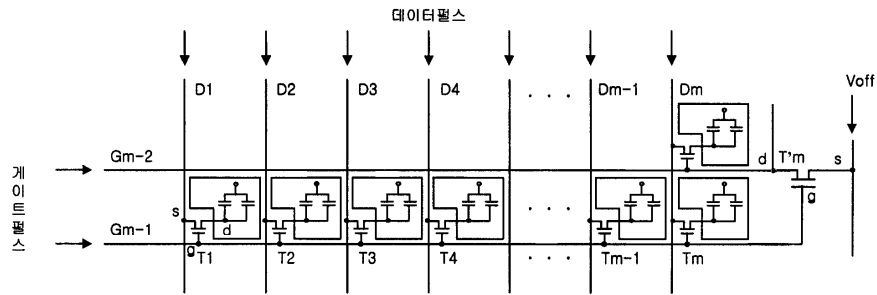 데이터펄스
D1 D2 D3 D4 . . . Dm-1 Dm Voff
Gm-2 d T'm s
g
게이트펄스
s d . . .
Gm-1
g T1 T2 T3 T4 . . . Tm-1 Tm